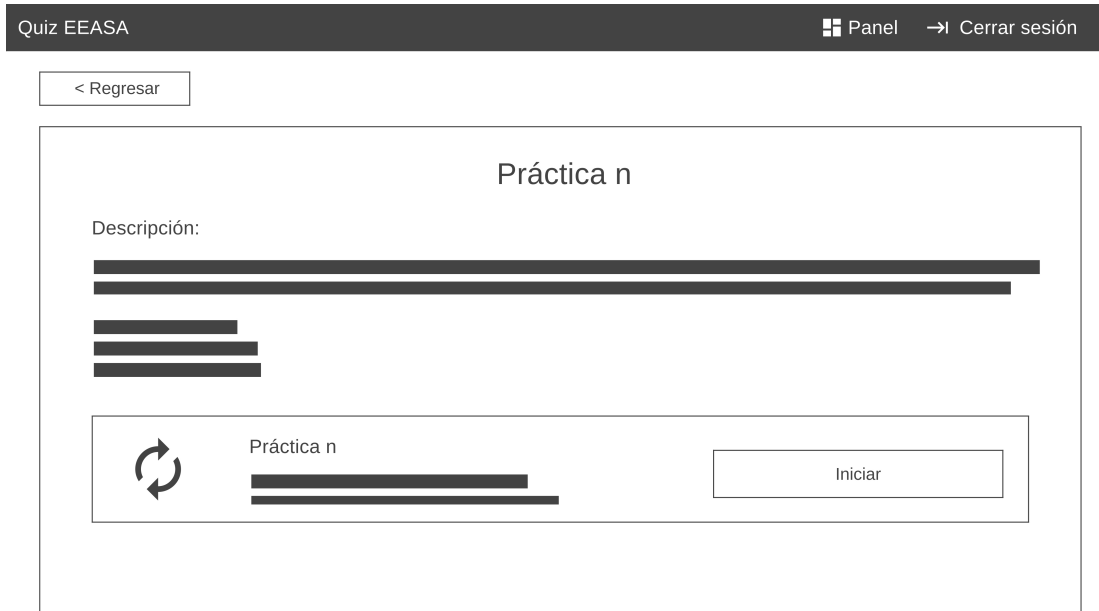 Quiz EEASA
Panel
Cerrar sesión
< Regresar
Práctica n
Descripción:
Práctica n
Iniciar